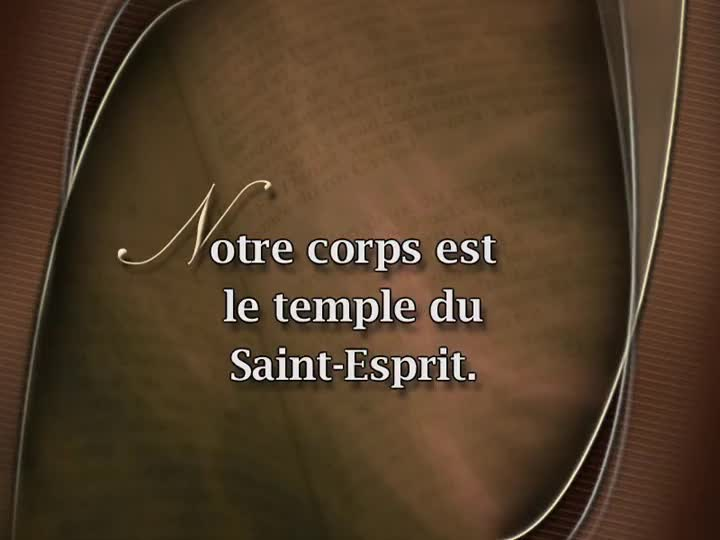 Notre corps est
le temple du
Saint-Esprit.